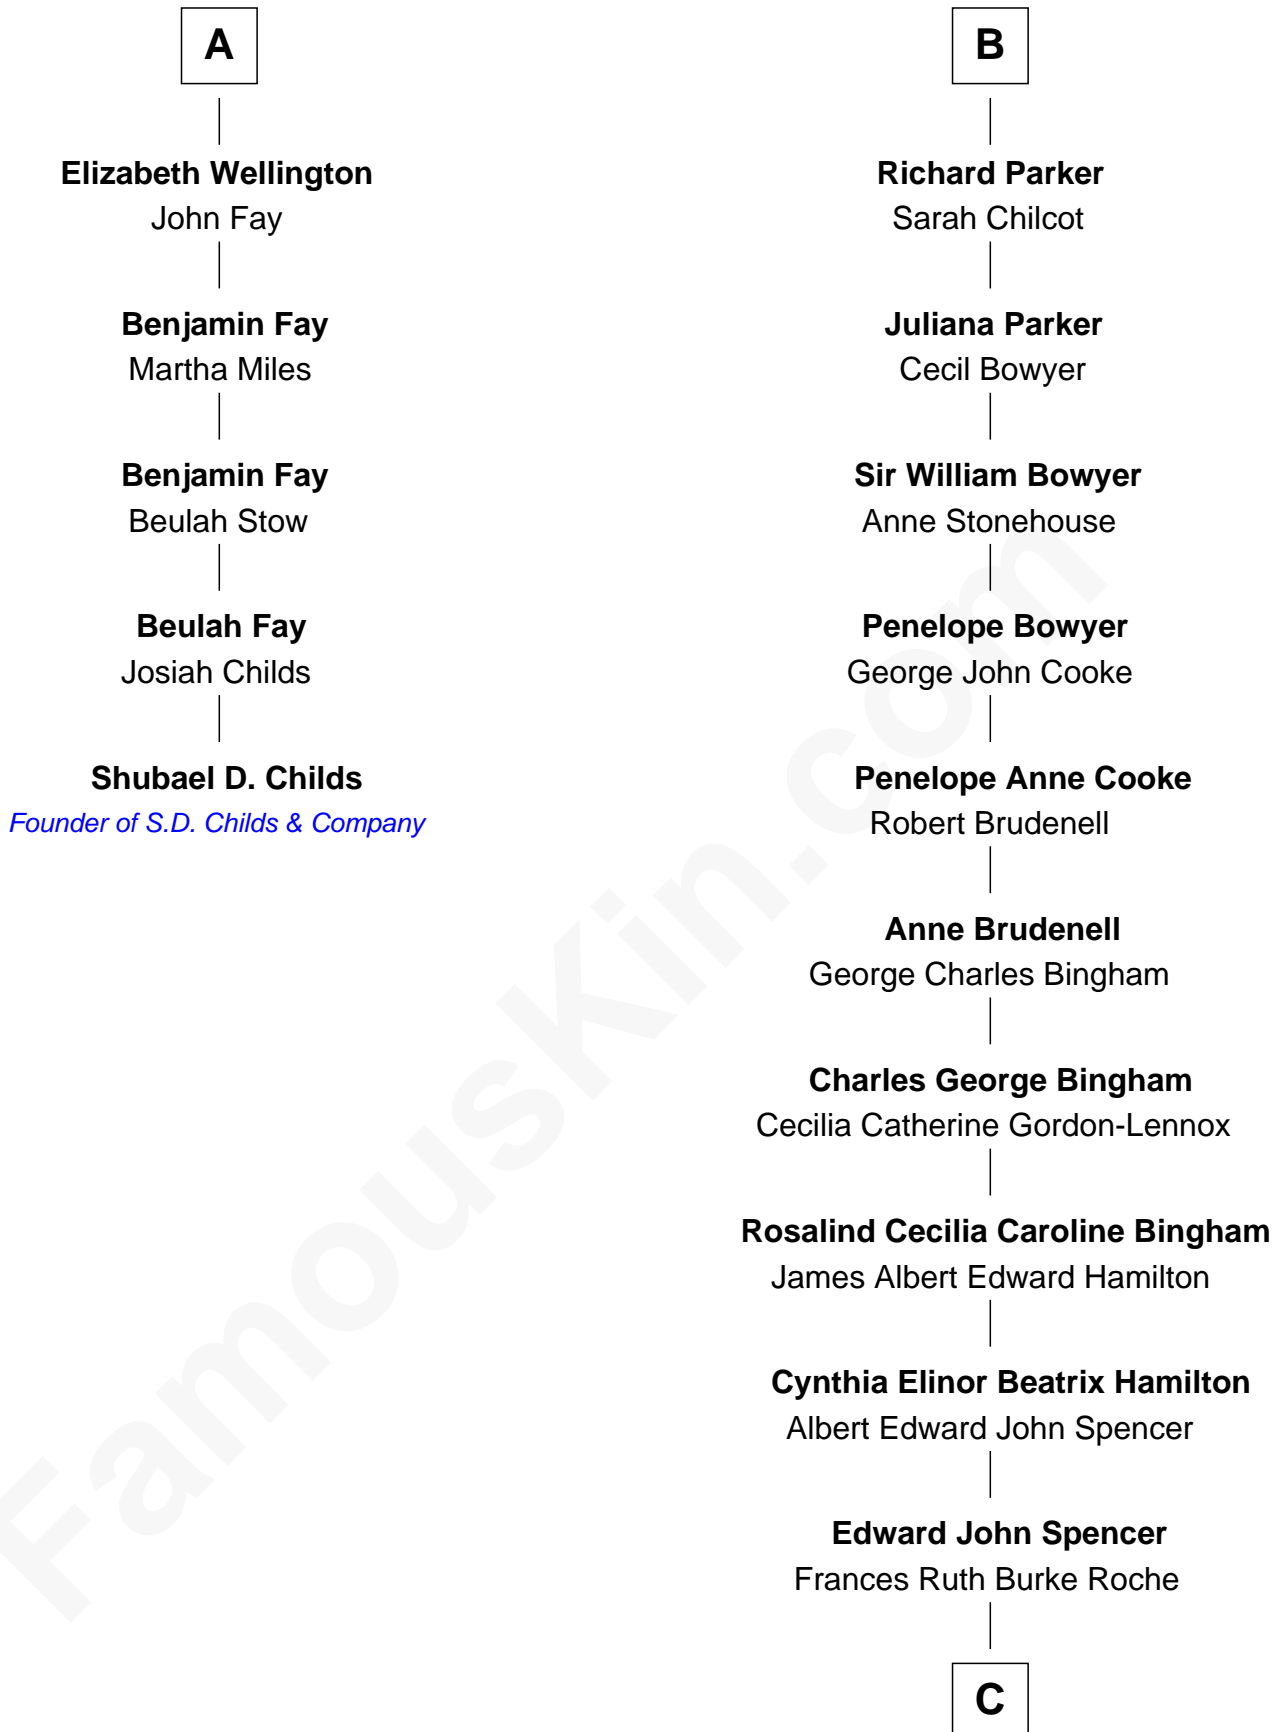 A
Elizabeth Wellington
John Fay
Benjamin Fay
Martha Miles
Benjamin Fay
Beulah Stow
Beulah Fay
Josiah Childs
Shubael D. Childs
Founder of S.D. Childs & Company
B
Richard Parker
Sarah Chilcot
Juliana Parker
Cecil Bowyer
Sir William Bowyer
Anne Stonehouse
Penelope Bowyer
George John Cooke
Penelope Anne Cooke
Robert Brudenell
Anne Brudenell
George Charles Bingham
Charles George Bingham
Cecilia Catherine Gordon-Lennox
Rosalind Cecilia Caroline Bingham
James Albert Edward Hamilton
Cynthia Elinor Beatrix Hamilton
Albert Edward John Spencer
Edward John Spencer
Frances Ruth Burke Roche
C
FamousKin.com